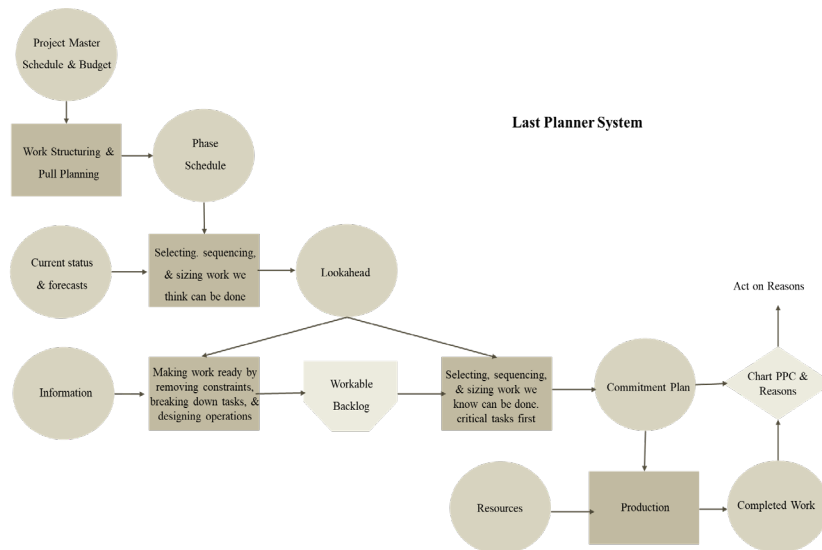 Project Master
Schedule & Budget
Last Planner System
Work Structuring &
Pull Planning
Phase
Schedule
Current status
& forecasts
Selecting. sequencing,
& sizing work we
think can be done
Lookahead
Act on Reasons
Information
Making work ready by
removing constraints,
breaking down tasks, &
designing operations
Workable
Backlog
Selecting, sequencing,
& sizing work we
know can be done.
critical tasks first
Commitment Plan
Chart PPC &
Reasons
Resources
Production
Completed Work